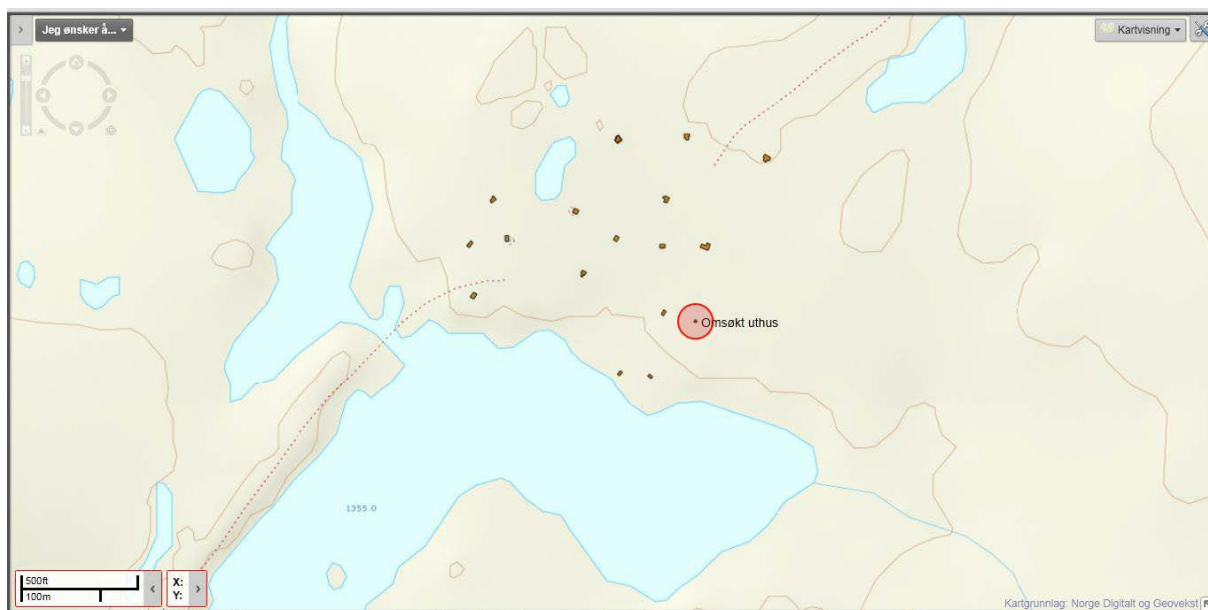 Jeg ønsker å...
Kartvisning
Omsøkt uthus
1355.0
500ft
100m
X:
Y:
Kartgrunnlag: Norge Digitalt og Geovekst